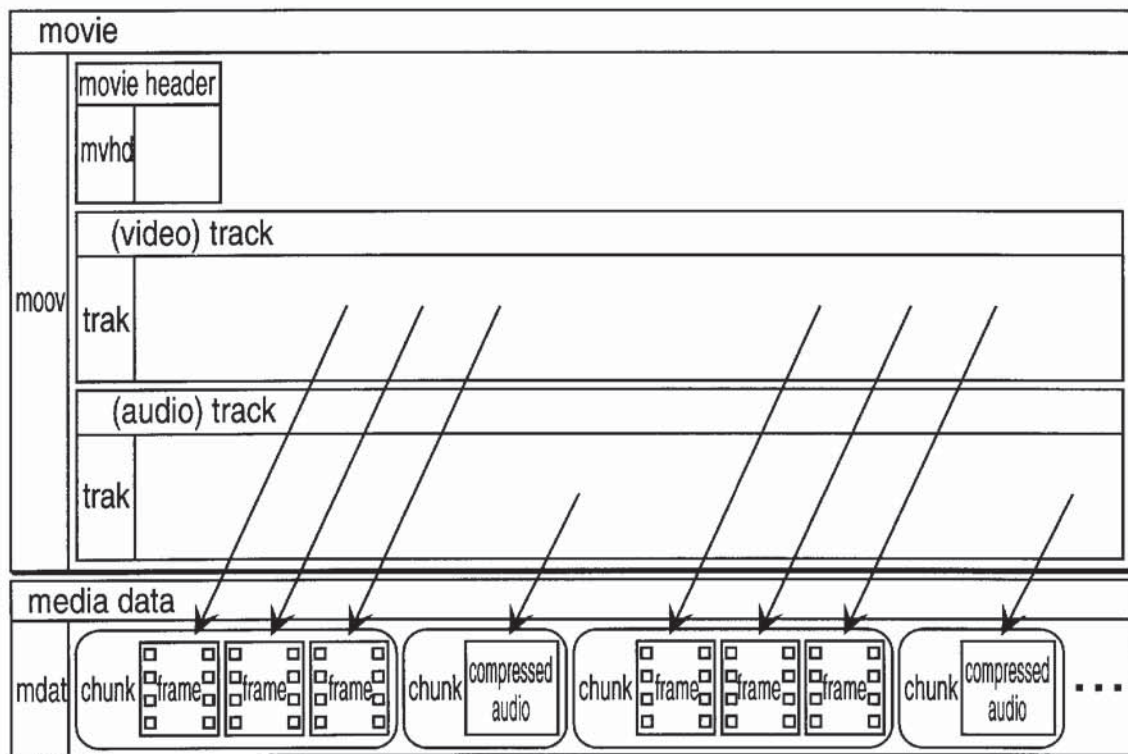 movie
moov
movie header
mvhd
(video) track
trak
(audio) track
trak
media data
mdat
chunk
frame
frame
frame
chunk
compressed
audio
chunk
frame
frame
frame
chunk
compressed
audio
...